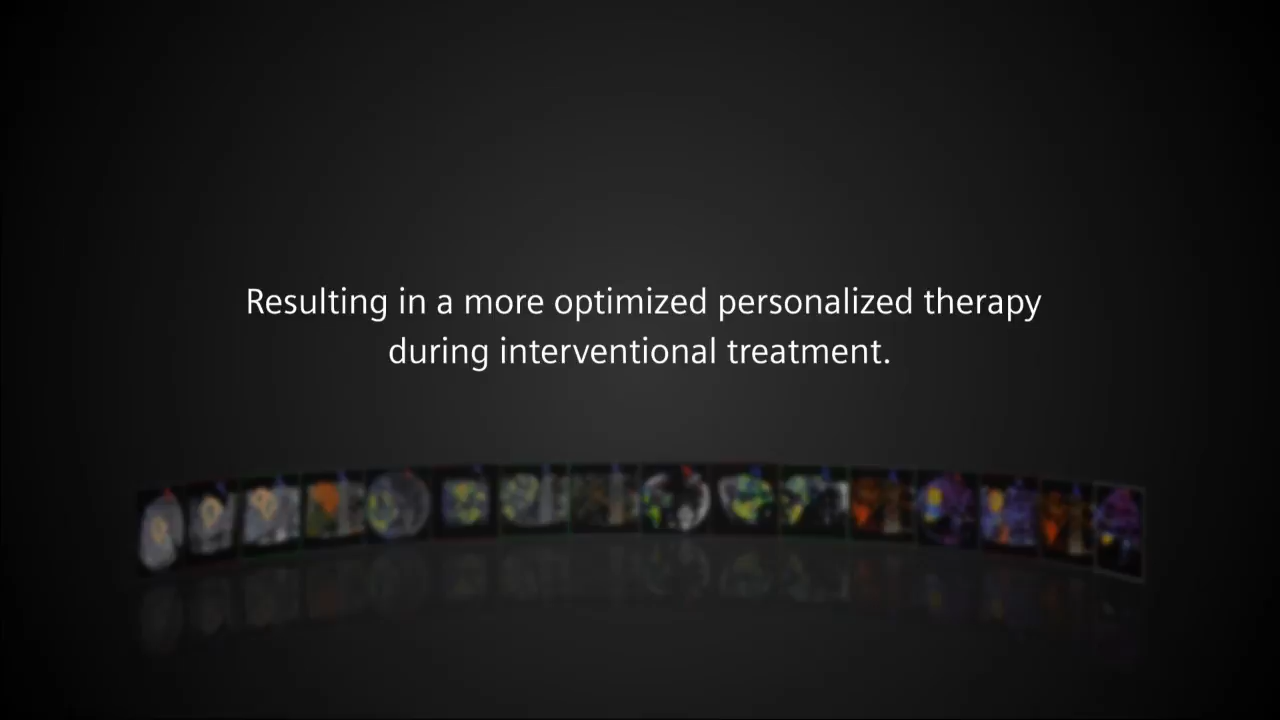 Resulting in a more optimized personalized therapy
during interventional treatment.